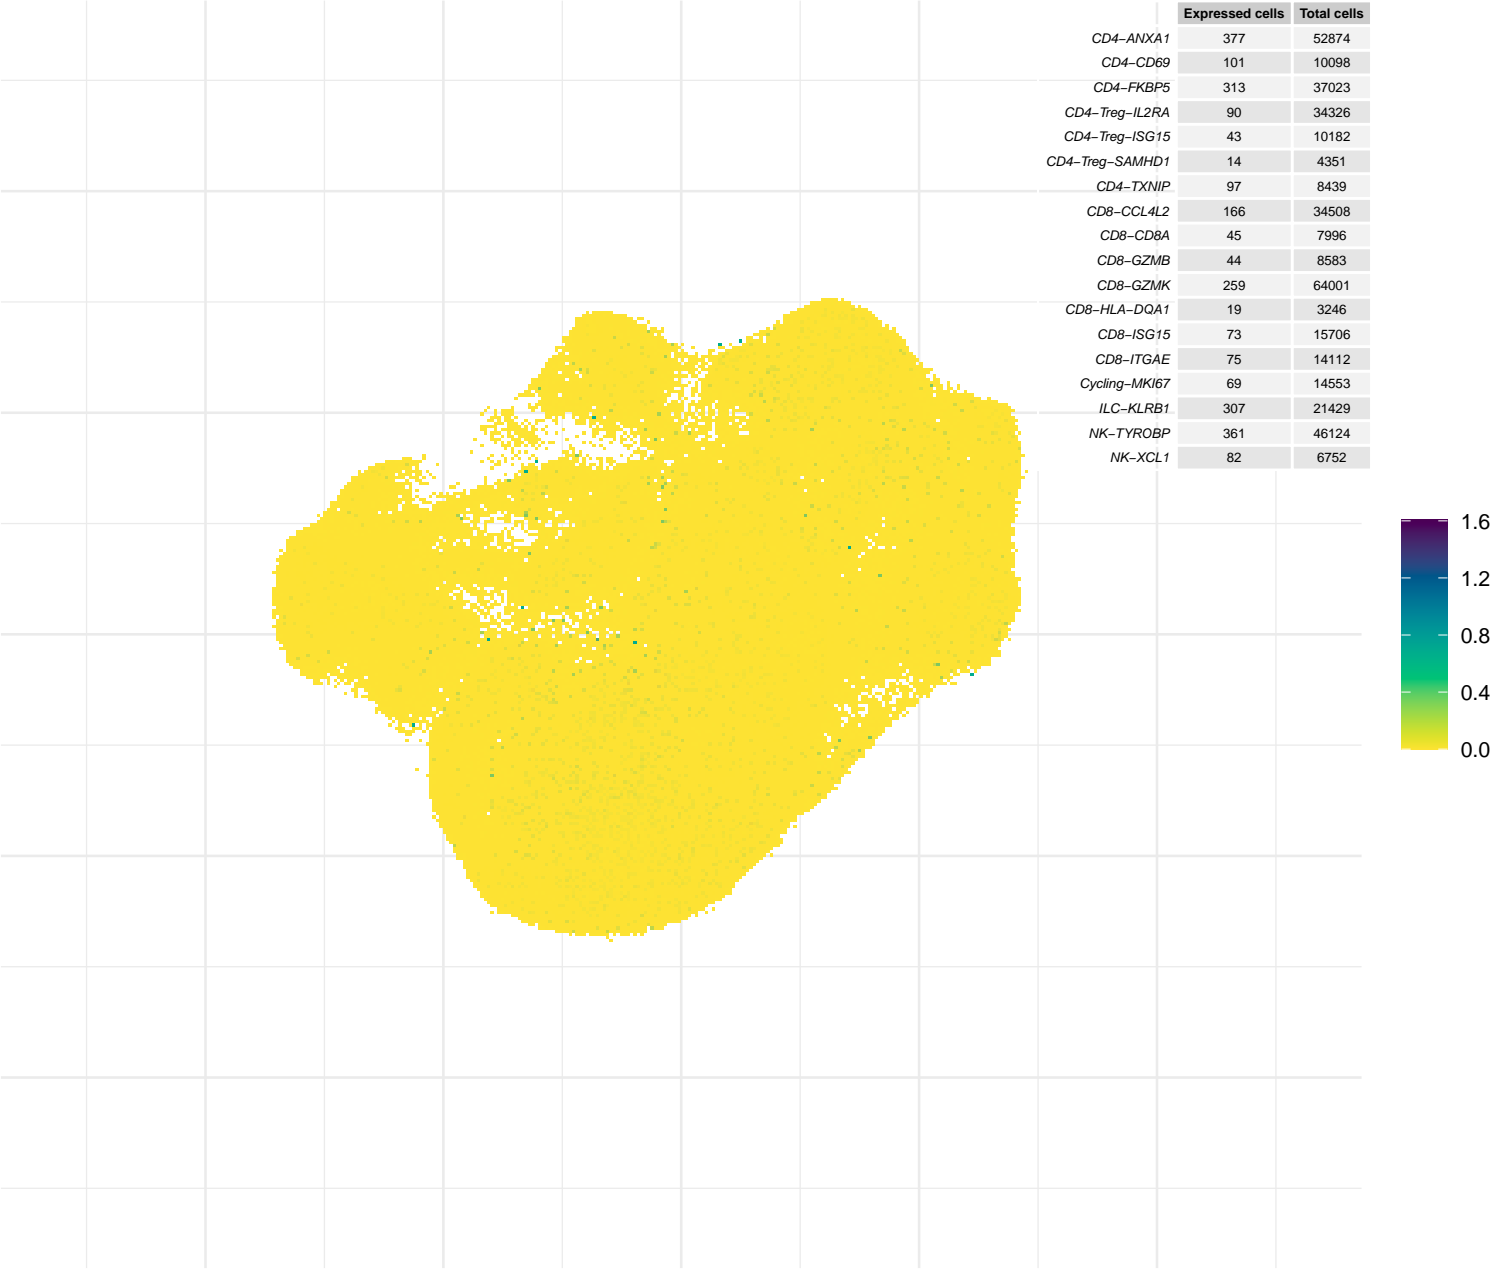 Expressed cells Total cells
CD4−ANXA1 377 52874
CD4−CD69 101 10098
CD4−FKBP5 313 37023
CD4−Treg−IL2RA 90 34326
CD4−Treg−ISG15 43 10182
CD4−Treg−SAMHD1 14 4351
CD4−TXNIP 97 8439
CD8−CCL4L2 166 34508
CD8−CD8A 45 7996
CD8−GZMB 44 8583
CD8−GZMK 259 64001
CD8−HLA−DQA1 19 3246
CD8−ISG15 73 15706
CD8−ITGAE 75 14112
Cycling−MKI67 69 14553
ILC−KLRB1 307 21429
NK−TYROBP 361 46124
NK−XCL1 82 6752
1.6
1.2
0.8
0.4
0.0